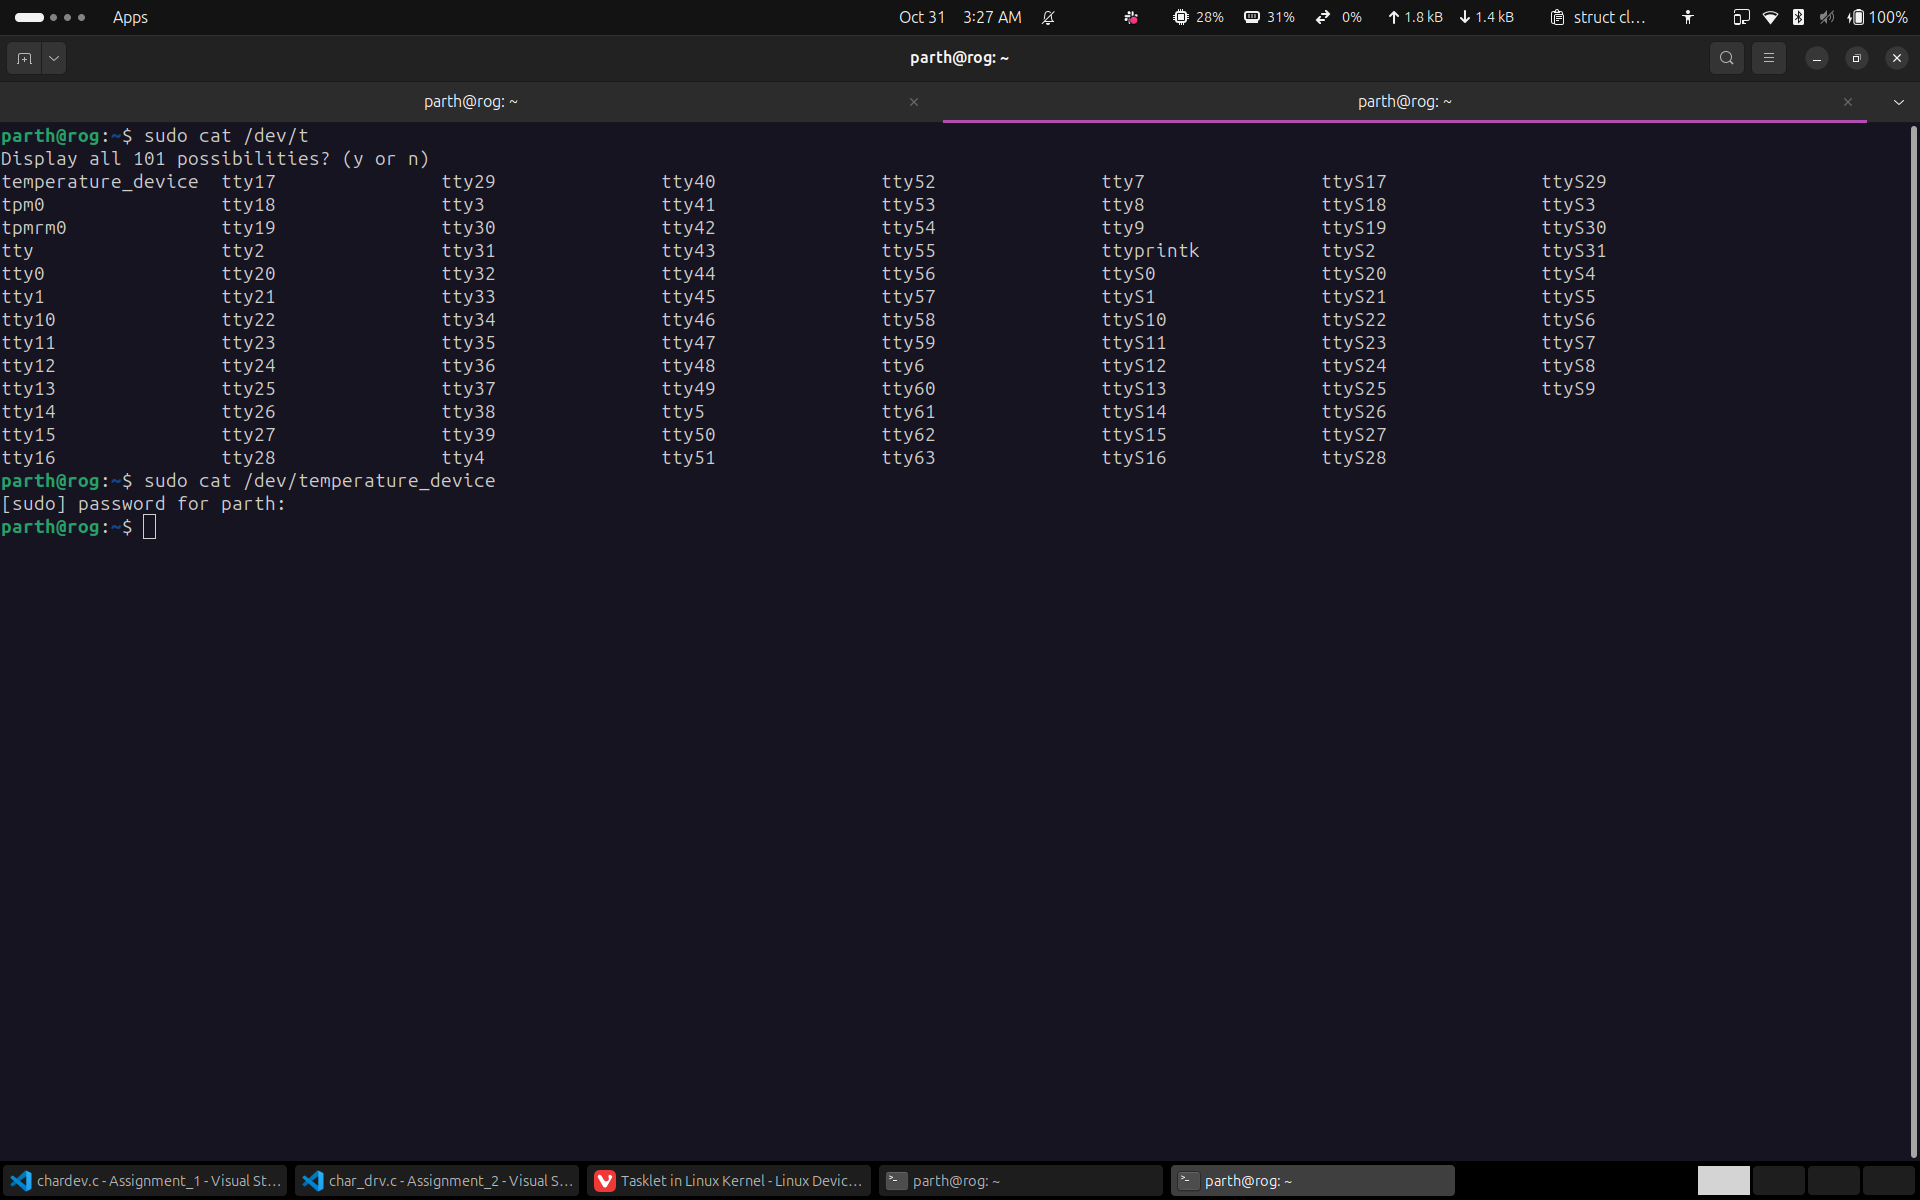 Apps
Oct 31 3:27 AM
28% 31% 0% 1.8 kB 1.4 kB struct cl... 100%
parth@rog: ~
parth@rog: ~ parth@rog: ~
parth@rog:~$ sudo cat /dev/t
Display all 101 possibilities? (y or n)
temperature_device tty17 tty29 tty40 tty52 tty7 ttyS17 ttyS29
tpm0 tty18 tty3 tty41 tty53 tty8 ttyS18 ttyS3
tpmrm0 tty19 tty30 tty42 tty54 tty9 ttyS19 ttyS30
tty tty2 tty31 tty43 tty55 ttyprintk ttyS2 ttyS31
tty0 tty20 tty32 tty44 tty56 ttyS0 ttyS20 ttyS4
tty1 tty21 tty33 tty45 tty57 ttyS1 ttyS21 ttyS5
tty10 tty22 tty34 tty46 tty58 ttyS10 ttyS22 ttyS6
tty11 tty23 tty35 tty47 tty59 ttyS11 ttyS23 ttyS7
tty12 tty24 tty36 tty48 tty6 ttyS12 ttyS24 ttyS8
tty13 tty25 tty37 tty49 tty60 ttyS13 ttyS25 ttyS9
tty14 tty26 tty38 tty5 tty61 ttyS14 ttyS26
tty15 tty27 tty39 tty50 tty62 ttyS15 ttyS27
tty16 tty28 tty4 tty51 tty63 ttyS16 ttyS28
parth@rog:~$ sudo cat /dev/temperature_device
[sudo] password for parth:
parth@rog:~$
chardev.c - Assignment_1 - Visual St... char_drv.c - Assignment_2 - Visual S... Tasklet in Linux Kernel - Linux Devic... parth@rog: ~ parth@rog: ~